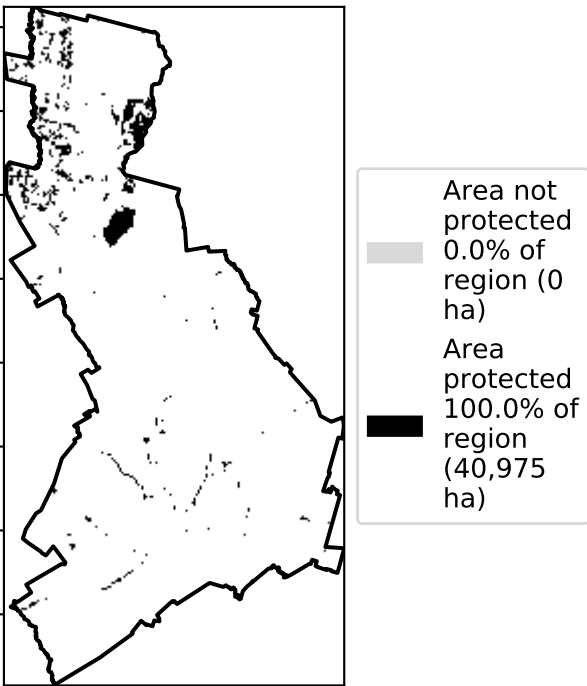 Area not
protected
0.0% of
region (0
ha)
Area
protected
100.0% of
region
(40,975
ha)